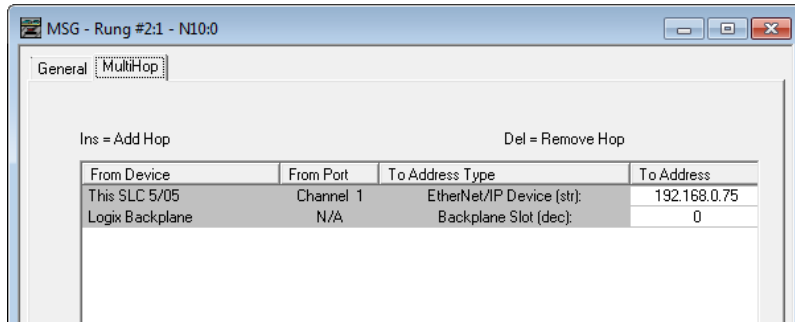 MSG - Rung #2:1 - N10:0
General MultiHop
Ins = Add Hop Del = Remove Hop
From Device From Port To Address Type To Address
This SLC 5/05 Channel 1 EtherNet/IP Device (str): 192.168.0.75
Logix Backplane N/A Backplane Slot (dec): 0